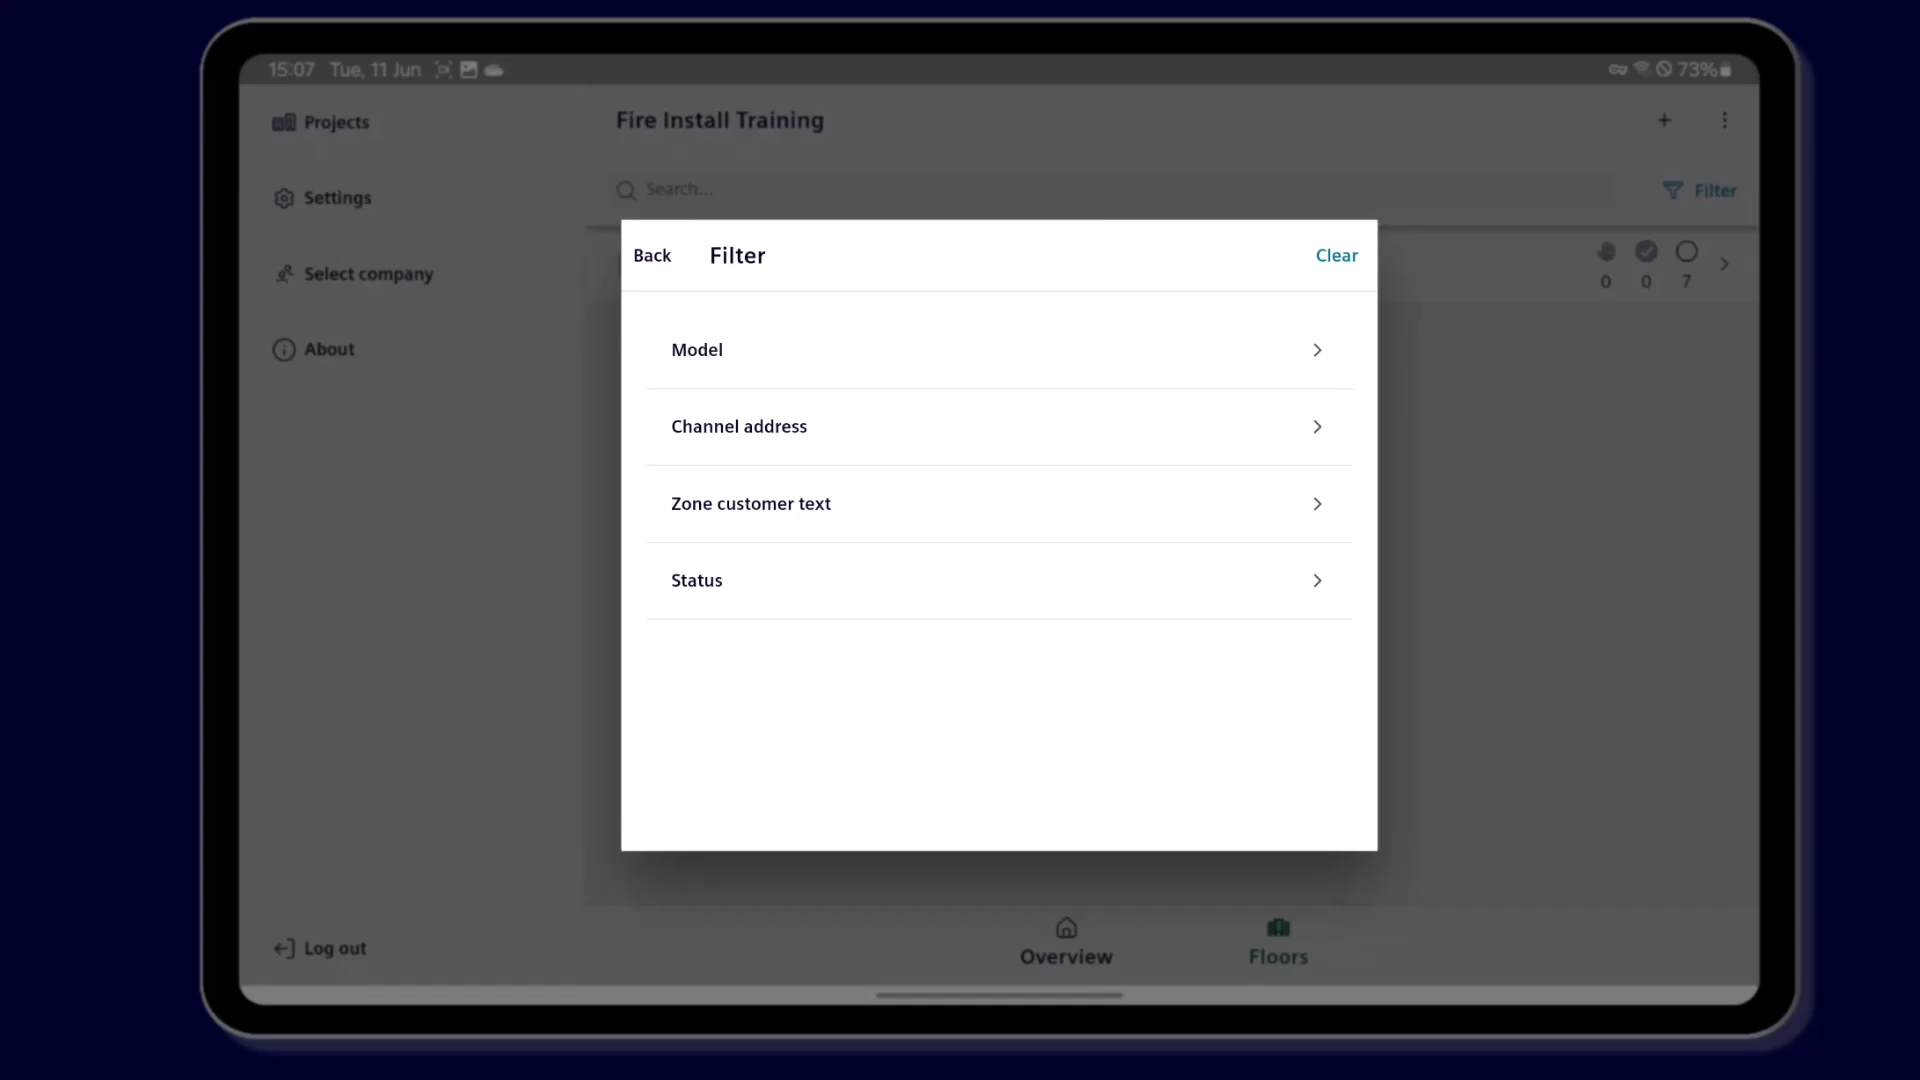 15:07 Tue, 11 Jun
73%
Projects
Settings
Select company
About
Log out
Fire Install Training
Search...
Filter
0 0 7
Back Filter Clear
Model
Channel address
Zone customer text
Status
Overview
Floors